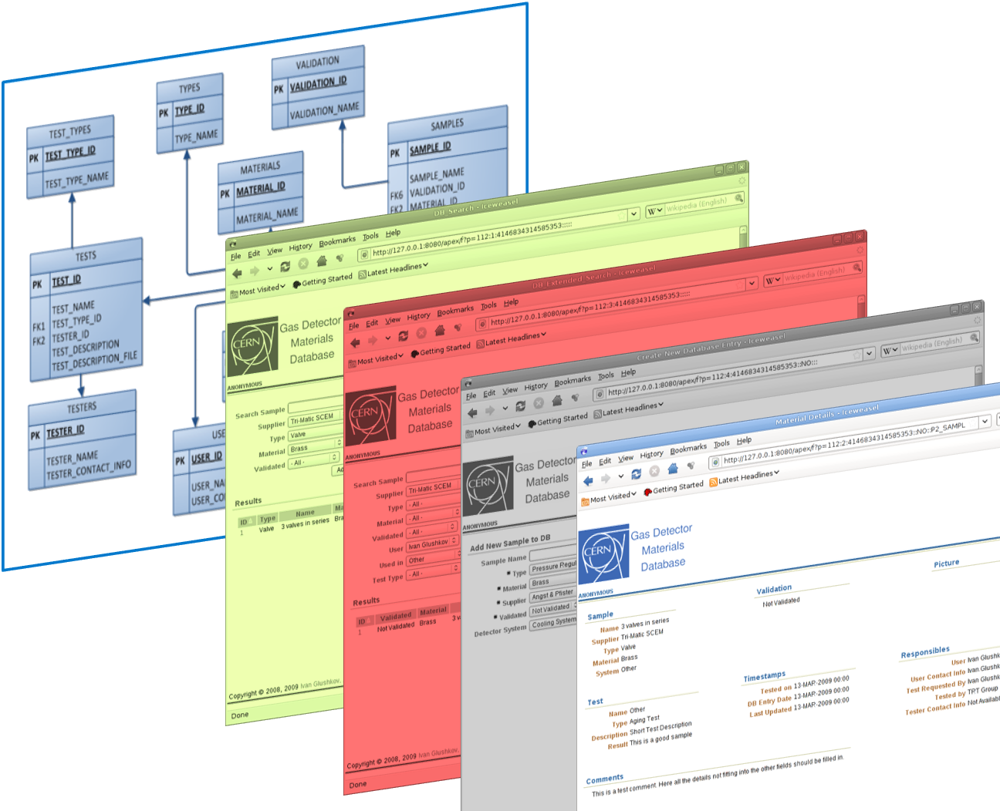 VALIDATION
PK VALIDATION_ID
VALIDATION_NAME
TYPES
PK TYPE_ID
TYPE_NAME
TEST_TYPES
PK TEST_TYPE_ID
TEST_TYPE_NAME
SAMPLES
PK SAMPLE_ID
SAMPLE_NAME
FK6 VALIDATION_ID
FK2 MATERIAL_ID
MATERIALS
PK MATERIAL_ID
MATERIAL_NAME
TESTS
PK TEST_ID
TEST_NAME
FK1 TEST_TYPE_ID
FK2 TESTER_ID
TEST_DESCRIPTION
TEST_DESCRIPTION_FILE
TESTERS
PK TESTER_ID
TESTER_NAME
TESTER_CONTACT_INFO
USE
PK USER_ID
USER_NA
USER_CO
DB Search - Iceweasel
File Edit View History Bookmarks Tools Help
http://127.0.0.1:8080/apex/f?p=112:1:4146834314585353:::::
W Wikipedia (English)
Most Visited Getting Started Latest Headlines
CERN
Gas Detector
Materials
Database
ANONYMOUS
Search Sample
Supplier Tri-Matic SCEM
Type Valve
Material Brass
Validated - All -
Ad
Results
ID Type Name Ma
1 Valve 3 valves in series Bra
Copyright © 2008, 2009 Ivan Glushkov.
Done
DB Extended Search - Iceweasel
File Edit View History Bookmarks Tools Help
http://127.0.0.1:8080/apex/f?p=112:3:4146834314585353:::::
W Wikipedia (English)
Most Visited Getting Started Latest Headlines
CERN
Gas Detector
Materials
Database
ANONYMOUS
Search Sample
Supplier Tri-Matic SCEM
Type - All -
Material - All -
Validated - All -
User Ivan Glushkov
Used in Other
Test Type - All -
Results
ID Validated Material
1 Not Validated Brass 3 v
Copyright © 2008, 2009 Ivan Glushkov.
Done
Create New Database Entry - Iceweasel
File Edit View History Bookmarks Tools Help
http://127.0.0.1:8080/apex/f?p=112:4:4146834314585353::NO:::
W Wikipedia (English)
Most Visited Getting Started Latest Headlines
CERN
Gas Detector
Materials
Database
ANONYMOUS
Add New Sample to DB
Sample Name
* Type Pressure Regul
* Material Brass
* Supplier Angst & Pfister
* Validated Not Validated
Detector System Cooling System
Material Details - Iceweasel
File Edit View History Bookmarks Tools Help
http://127.0.0.1:8080/apex/f?p=112:2:4146834314585353::NO::P2_SAMPL
Most Visited Getting Started Latest Headlines
CERN
Gas Detector
Materials
Database
ANONYMOUS
Sample
Name 3 valves in series
Supplier Tri-Matic SCEM
Type Valve
Material Brass
System Other
Validation
Not Validated
Picture
Test
Name Other
Type Aging Test
Description Short Test Description
Result This is a good sample
Timestamps
Tested on 13-MAR-2009 00:00
DB Entry Date 13-MAR-2009 00:00
Last Updated 13-MAR-2009 00:00
Responsibles
User Ivan Glushk
User Contact Info Ivan Glushk
Test Requested By Ivan Glushk
Tested by TPT Group
Tester Contact Info Not Availab
Comments
This is a test comment. Here all the details not fitting into the other fields should be filled in.